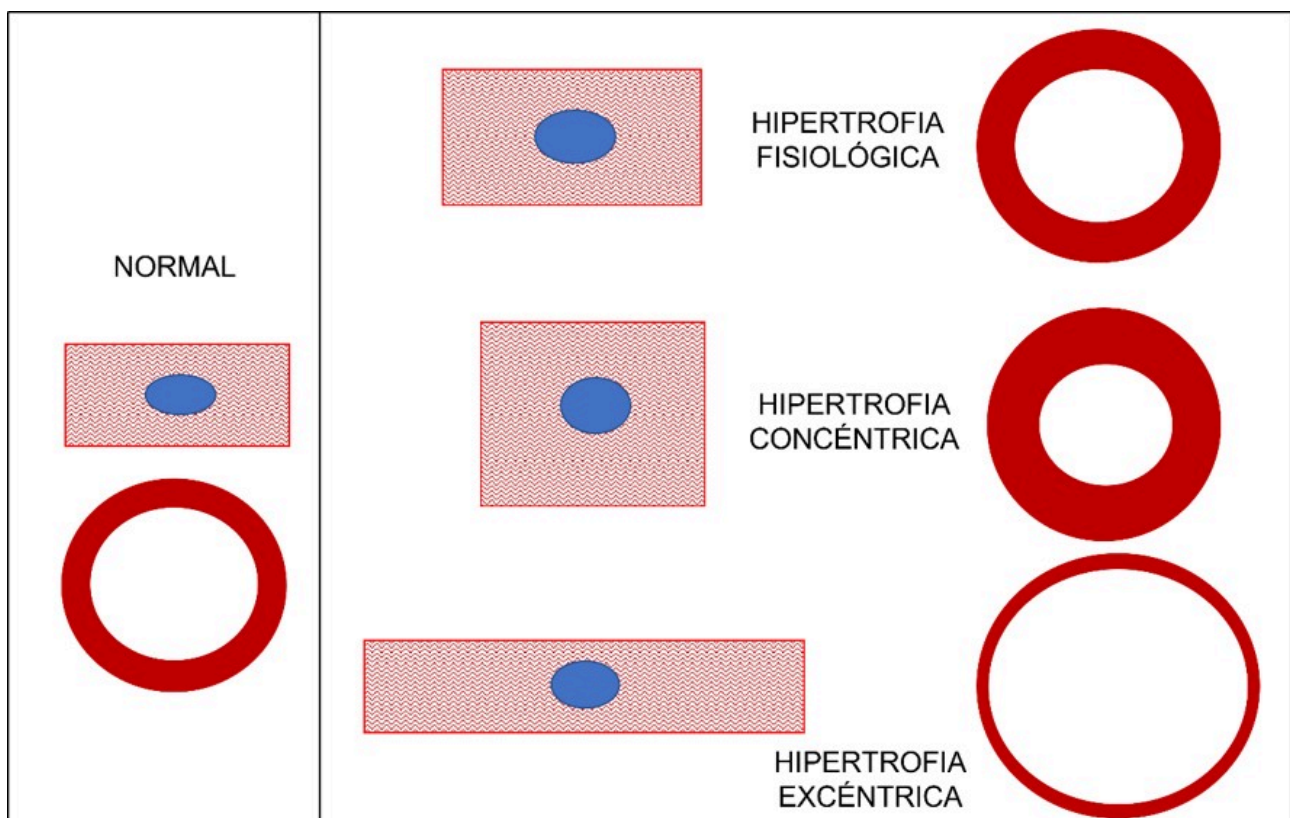 NORMAL
HIPERTROFIA
FISIOLÓGICA
HIPERTROFIA
CONCÉNTRICA
HIPERTROFIA
EXCÉNTRICA